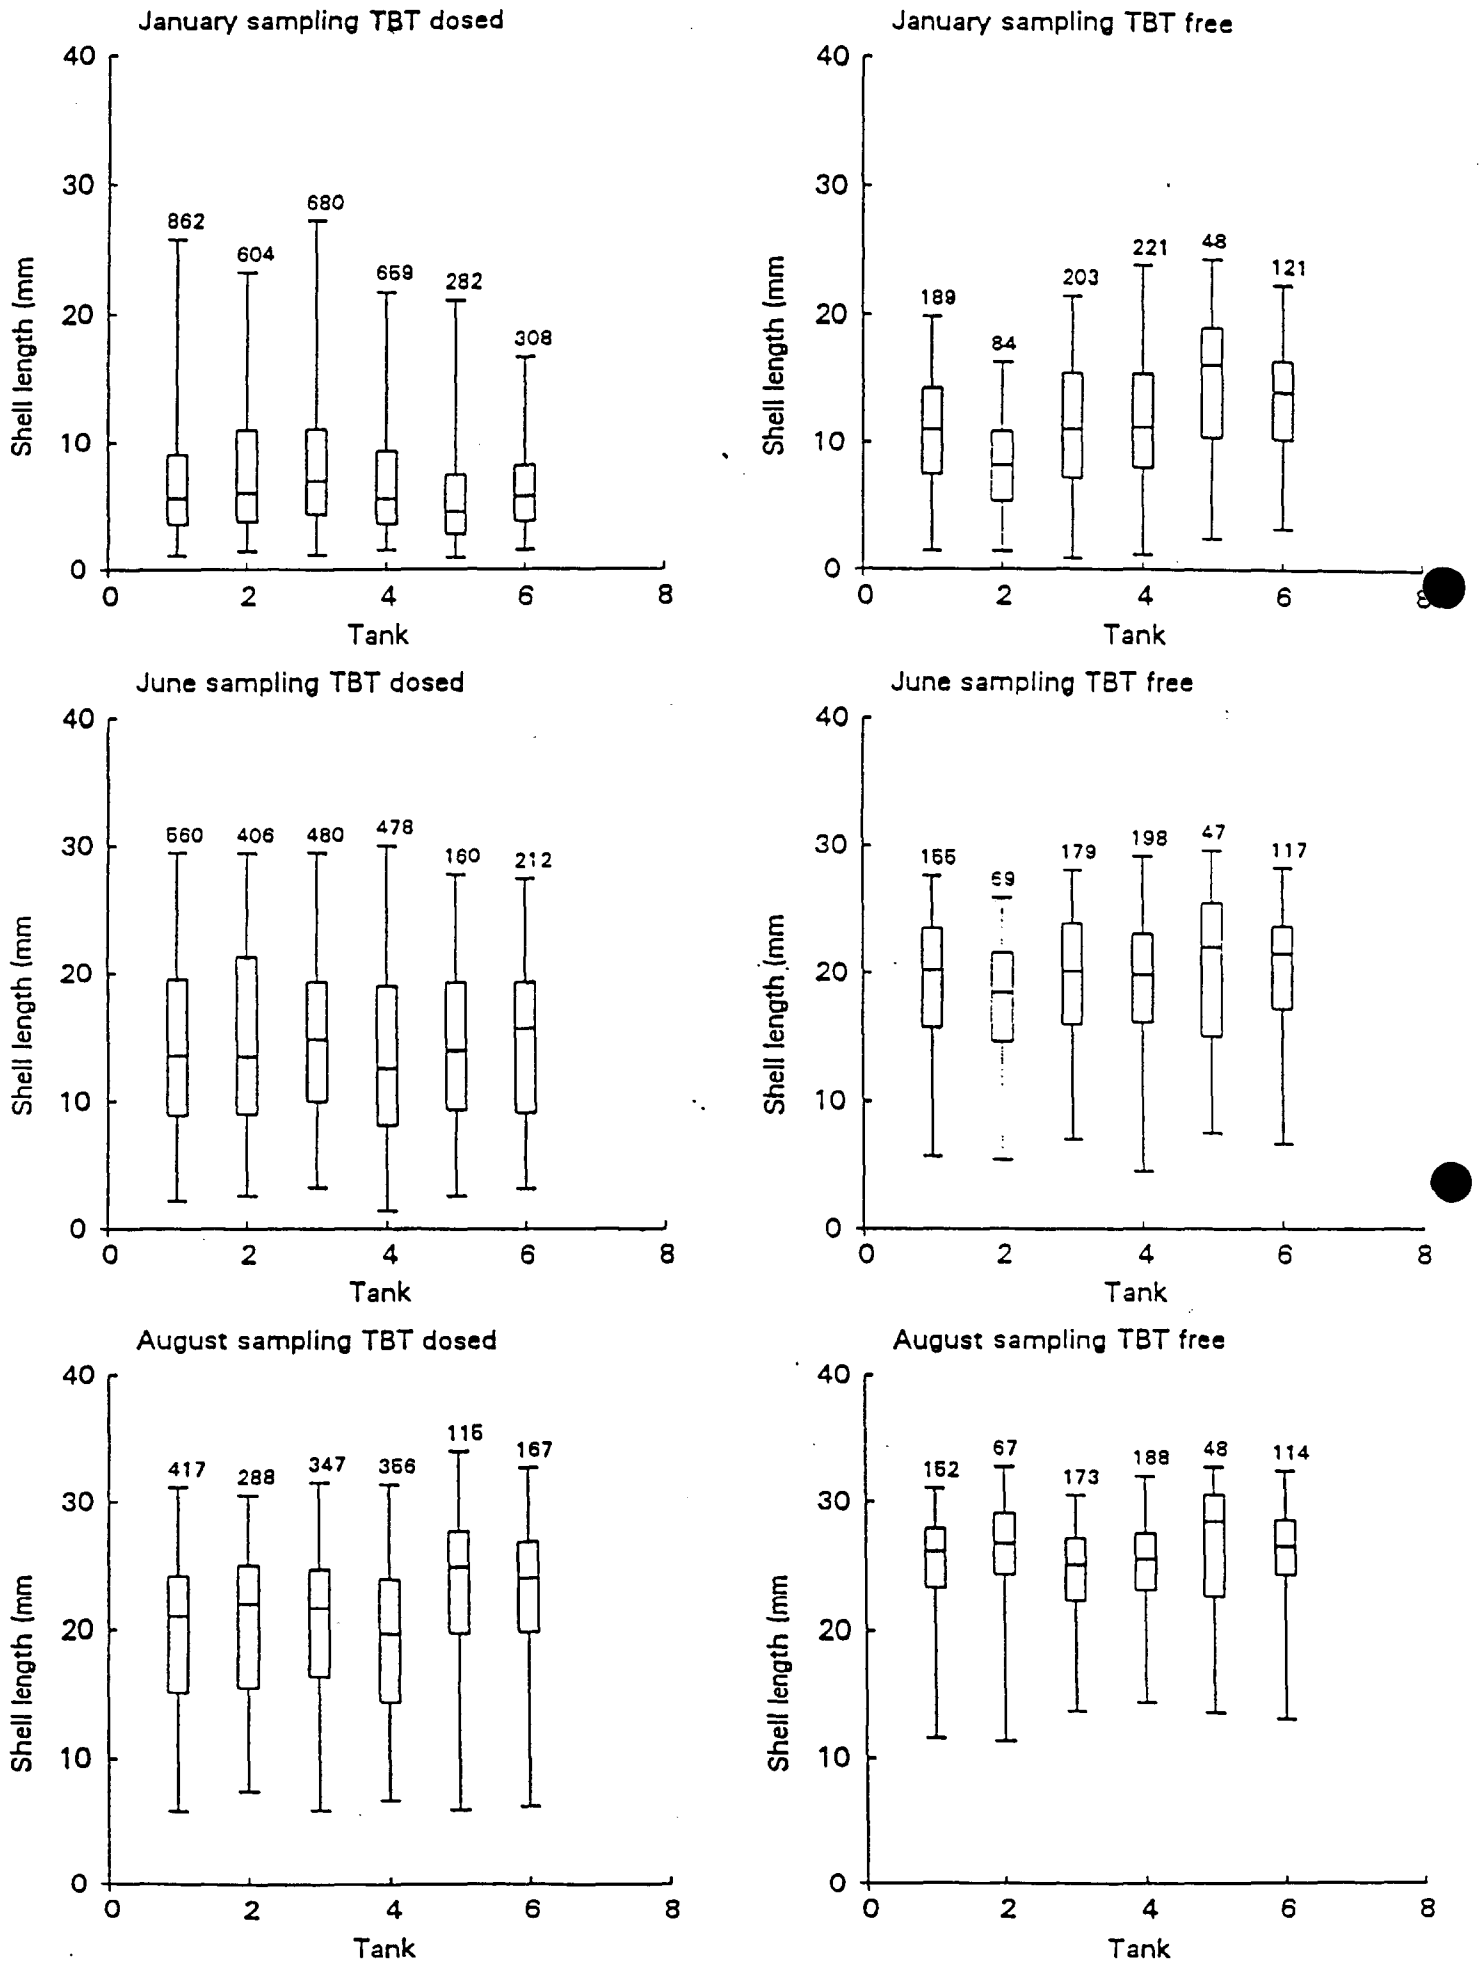 January sampling TBT dosed
40
30
20
10
0
862
604
680
659
282
308
0 2 4 6 8
Shell length (mm
Tank
January sampling TBT free
40
30
20
10
0
189
84
203
221
48
121
0 2 4 6 8
Shell length (mm
Tank
June sampling TBT dosed
40
30
20
10
0
560
406
480
478
160
212
0 2 4 6 8
Shell length (mm
Tank
June sampling TBT free
40
30
20
10
0
155
69
179
198
47
117
0 2 4 6 8
Shell length (mm
Tank
August sampling TBT dosed
40
30
20
10
0
417
288
347
356
115
167
0 2 4 6 8
Shell length (mm
Tank
August sampling TBT free
40
30
20
10
0
152
67
173
188
48
114
0 2 4 6 8
Shell length (mm
Tank